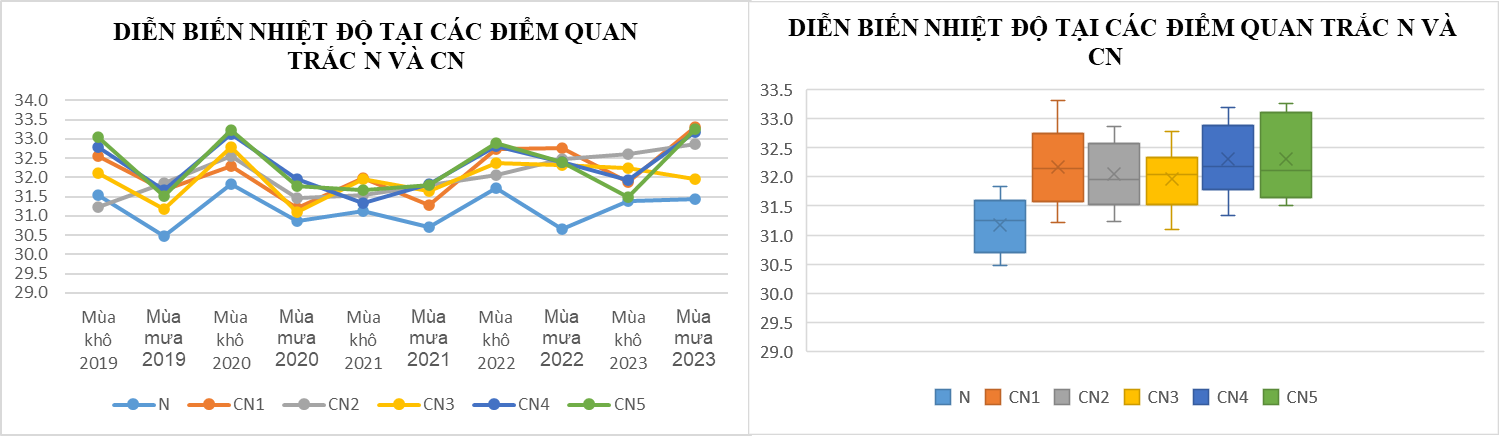 DIỄN BIẾN NHIỆT ĐỘ TẠI CÁC ĐIỂM QUAN
TRẮC N VÀ CN
34.0
33.5
33.0
32.5
32.0
31.5
31.0
30.5
30.0
29.5
29.0
Mùa khô 2019
Mùa mưa 2019
Mùa khô 2020
Mùa mưa 2020
Mùa khô 2021
Mùa mưa 2021
Mùa khô 2022
Mùa mưa 2022
Mùa khô 2023
Mùa mưa 2023
N CN1 CN2 CN3 CN4 CN5
DIỄN BIẾN NHIỆT ĐỘ TẠI CÁC ĐIỂM QUAN TRẮC N VÀ
CN
33.5
33.0
32.5
32.0
31.5
31.0
30.5
30.0
29.5
29.0
N CN1 CN2 CN3 CN4 CN5